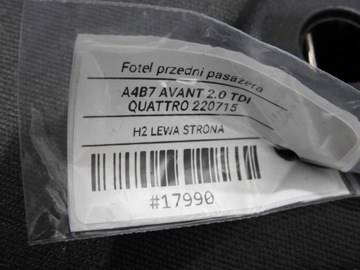 Fotel przedni pasażera
A4B7 AVANT 2.0 TDI
QUATTRO 220715
H2 LEWA STRONA
#17990